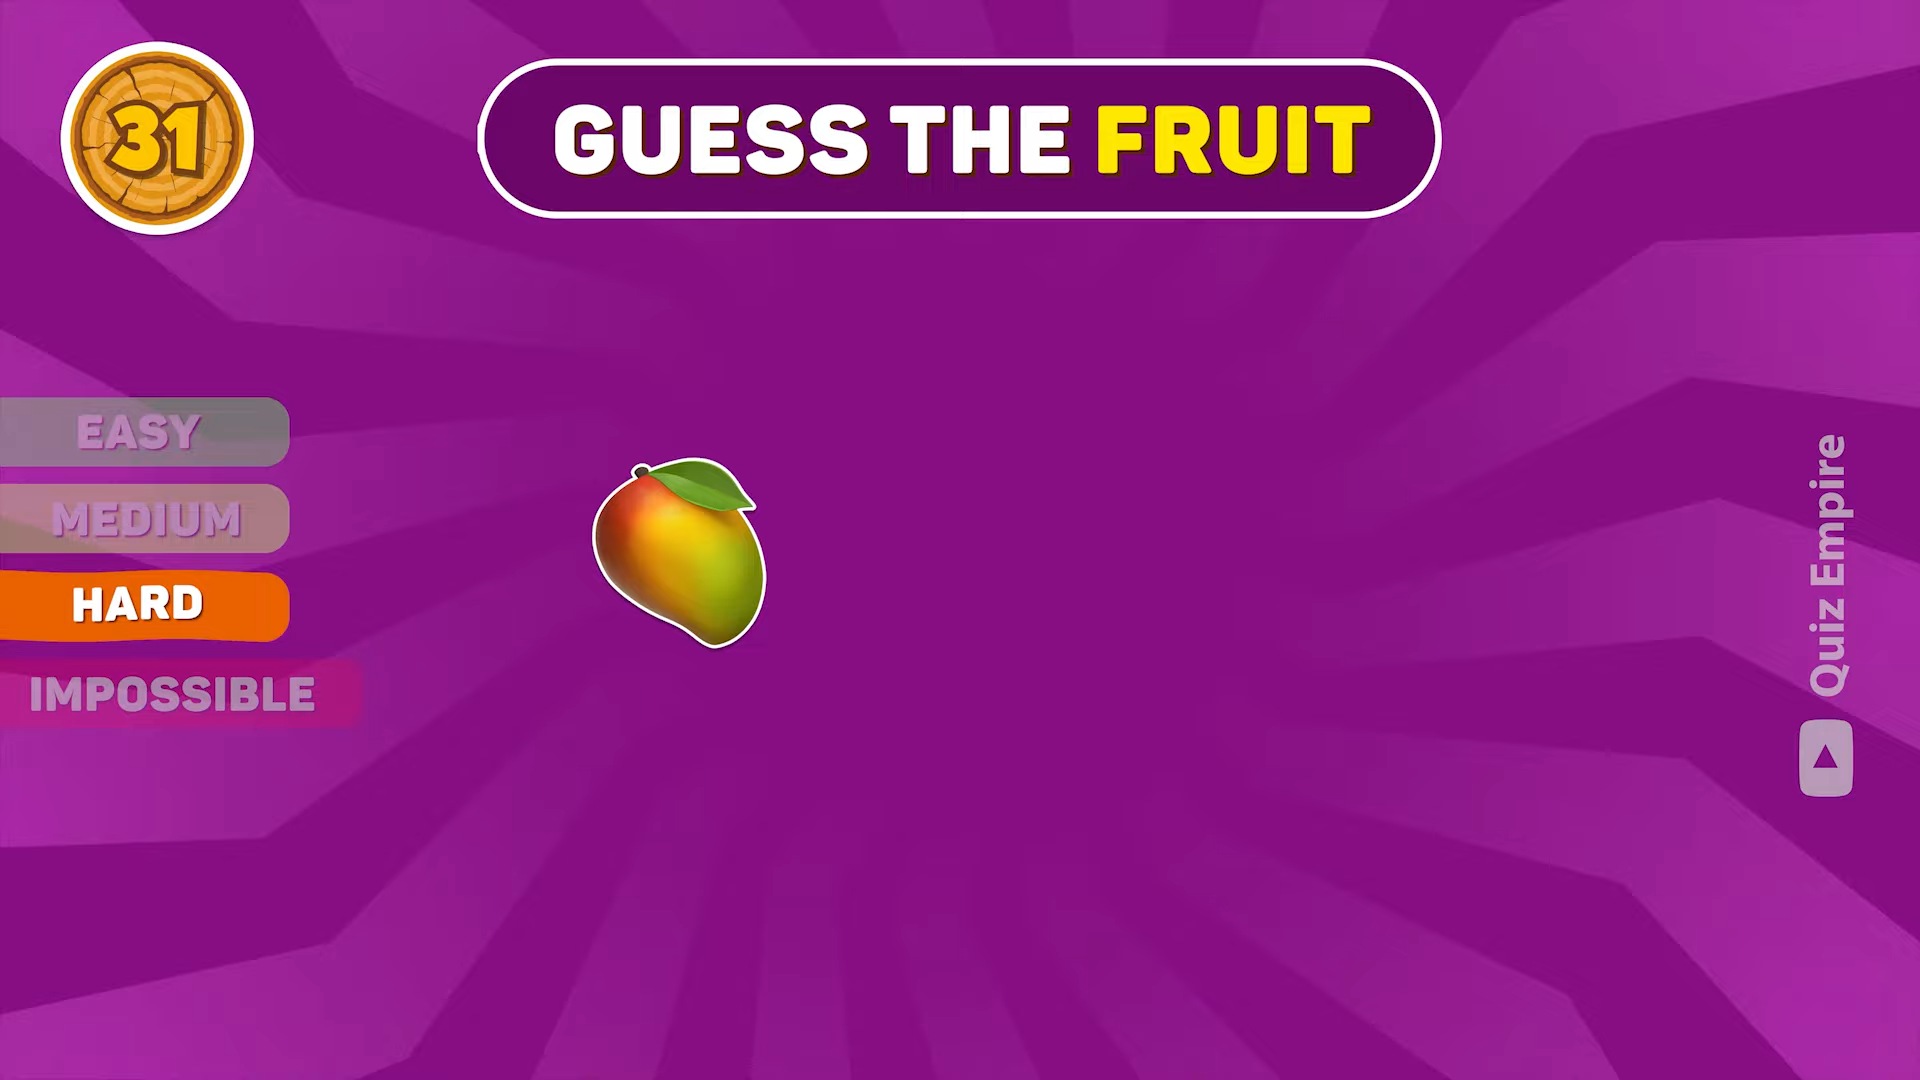 31
GUESS THE FRUIT
EASY
MEDIUM
HARD
IMPOSSIBLE
Quiz Empire